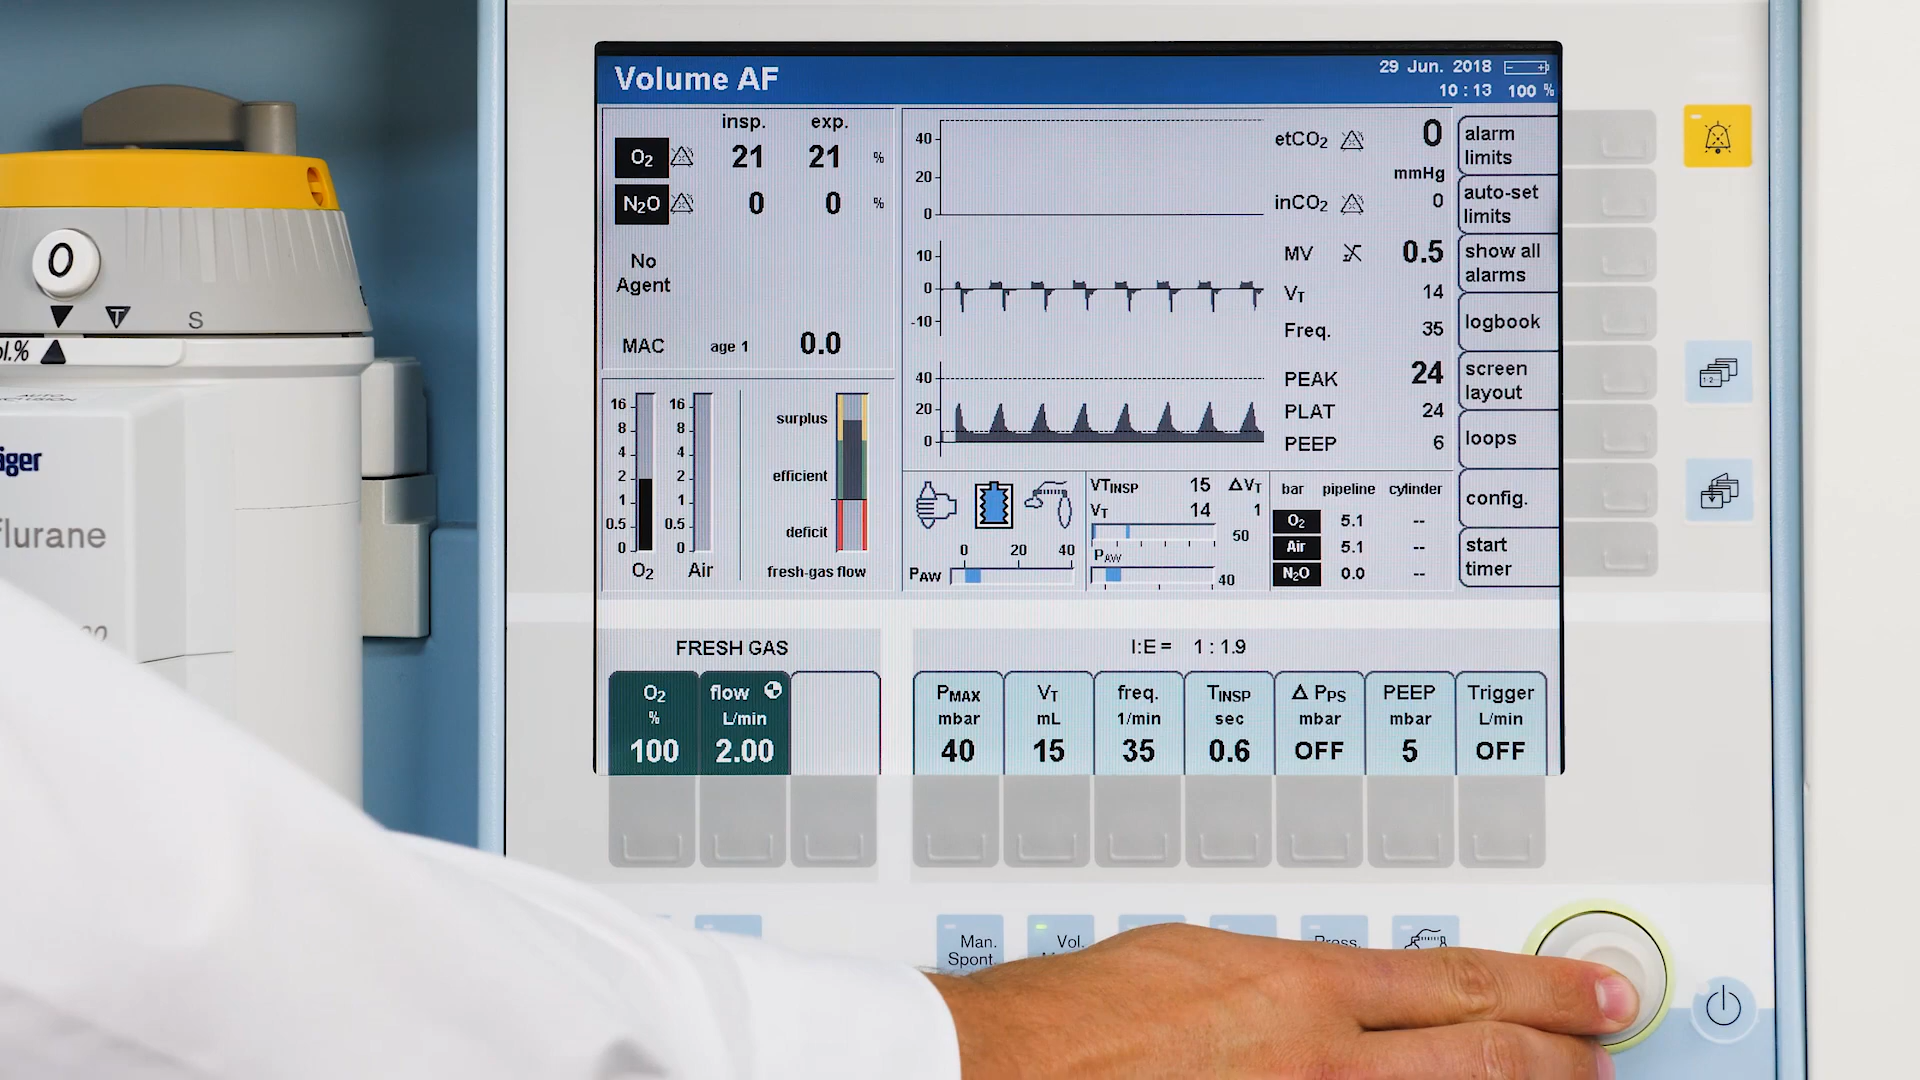 Volume AF
29 Jun. 2018
10 : 13 100 %
insp. exp.
O2 21 21 %
N2O 0 0 %
No
Agent
MAC age 1 0.0
40
20
0
etCO2 0
mmHg
inCO2 0
10
0
-10
MV 0.5
VT 14
Freq. 35
40
20
0
PEAK 24
PLAT 24
PEEP 6
alarm
limits
auto-set
limits
show all
alarms
logbook
screen
layout
loops
config.
start
timer
16 16
8 8
4 4
2 2
1 1
0.5 0.5
0 0
O2 Air
surplus
efficient
deficit
fresh-gas flow
0 20 40
PAW
VTINSP 15 ΔVT
VT 14 1
50
PAW
40
bar pipeline cylinder
O2 5.1 --
Air 5.1 --
N2O 0.0 --
FRESH GAS
I:E = 1 : 1.9
O2
%
100
flow
L/min
2.00
PMAX
mbar
40
VT
mL
15
freq.
1/min
35
TINSP
sec
0.6
Δ PPS
mbar
OFF
PEEP
mbar
5
Trigger
L/min
OFF
Man.
Spont.
Vol.
Press.
0
T S
ol.%
äger
flurane